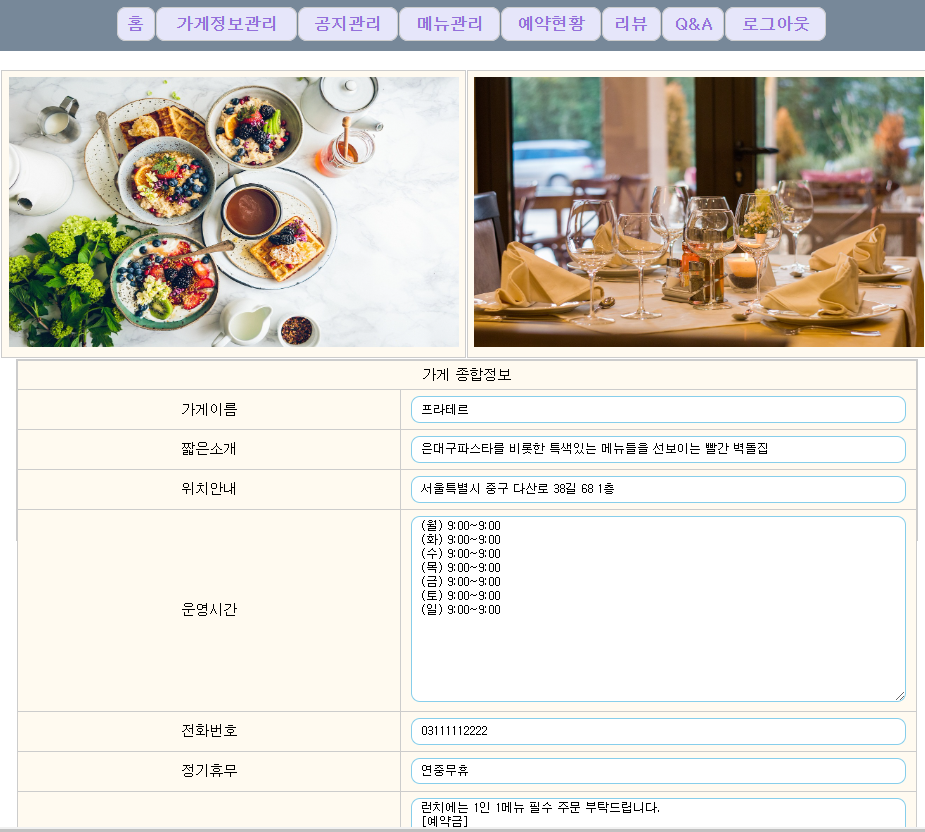 홈 가게정보관리 공지관리 메뉴관리 예약현황 리뷰 Q&A 로그아웃
가게 종합정보
가게이름 프라테르
짧은소개 은대구파스타를 비롯한 특색있는 메뉴들을 선보이는 빨간 벽돌집
위치안내 서울특별시 중구 다산로 38길 68 1층
운영시간
(월) 9:00~9:00
(화) 9:00~9:00
(수) 9:00~9:00
(목) 9:00~9:00
(금) 9:00~9:00
(토) 9:00~9:00
(일) 9:00~9:00
전화번호 03111112222
정기휴무 연중무휴
런치에는 1인 1메뉴 필수 주문 부탁드립니다.
[예약금]